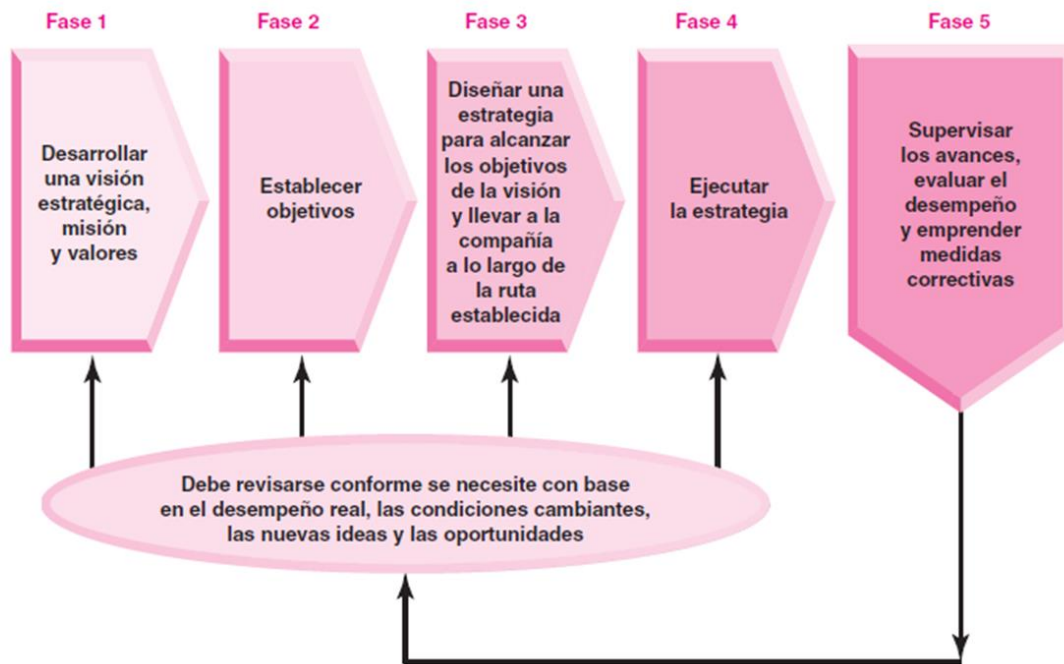 Fase 1
Fase 2
Fase 3
Fase 4
Fase 5
Desarrollar
una visión
estratégica,
misión
y valores
Establecer
objetivos
Diseñar una
estrategia
para alcanzar
los objetivos
de la visión
y llevar a la
compañía
a lo largo de
la ruta
establecida
Ejecutar
la estrategia
Supervisar
los avances,
evaluar el
desempeño
y emprender
medidas
correctivas
Debe revisarse conforme se necesite con base
en el desempeño real, las condiciones cambiantes,
las nuevas ideas y las oportunidades